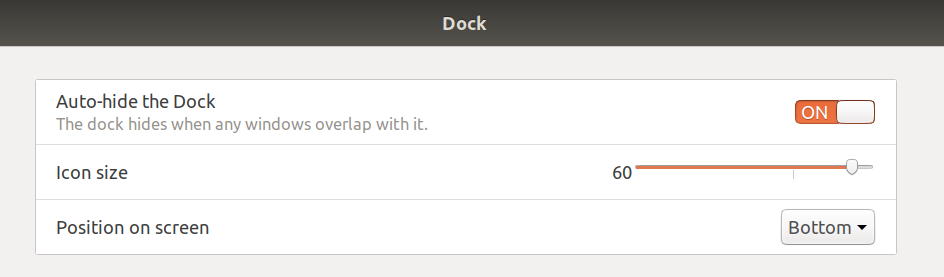 Dock
Auto-hide the Dock
The dock hides when any windows overlap with it.
ON
Icon size
60
Position on screen
Bottom